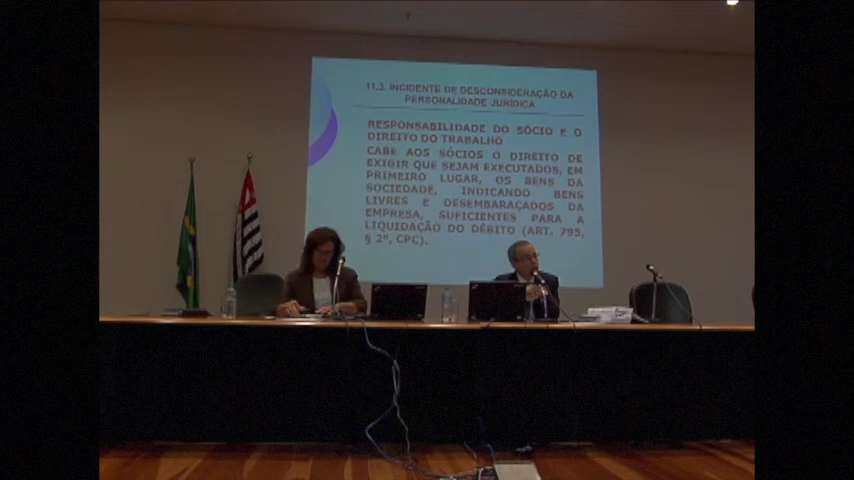 11.3. INCIDENTE DE DESCONSIDERAÇÃO DA
PERSONALIDADE JURÍDICA
RESPONSABILIDADE DO SÓCIO E O
DIREITO DO TRABALHO
CABE AOS SÓCIOS O DIREITO DE
EXIGIR QUE SEJAM EXECUTADOS, EM
PRIMEIRO LUGAR, OS BENS DA
SOCIEDADE, INDICANDO BENS
LIVRES E DESEMBARAÇADOS DA
EMPRESA, SUFICIENTES PARA A
LIQUIDAÇÃO DO DÉBITO (ART. 795,
§ 2º, CPC).